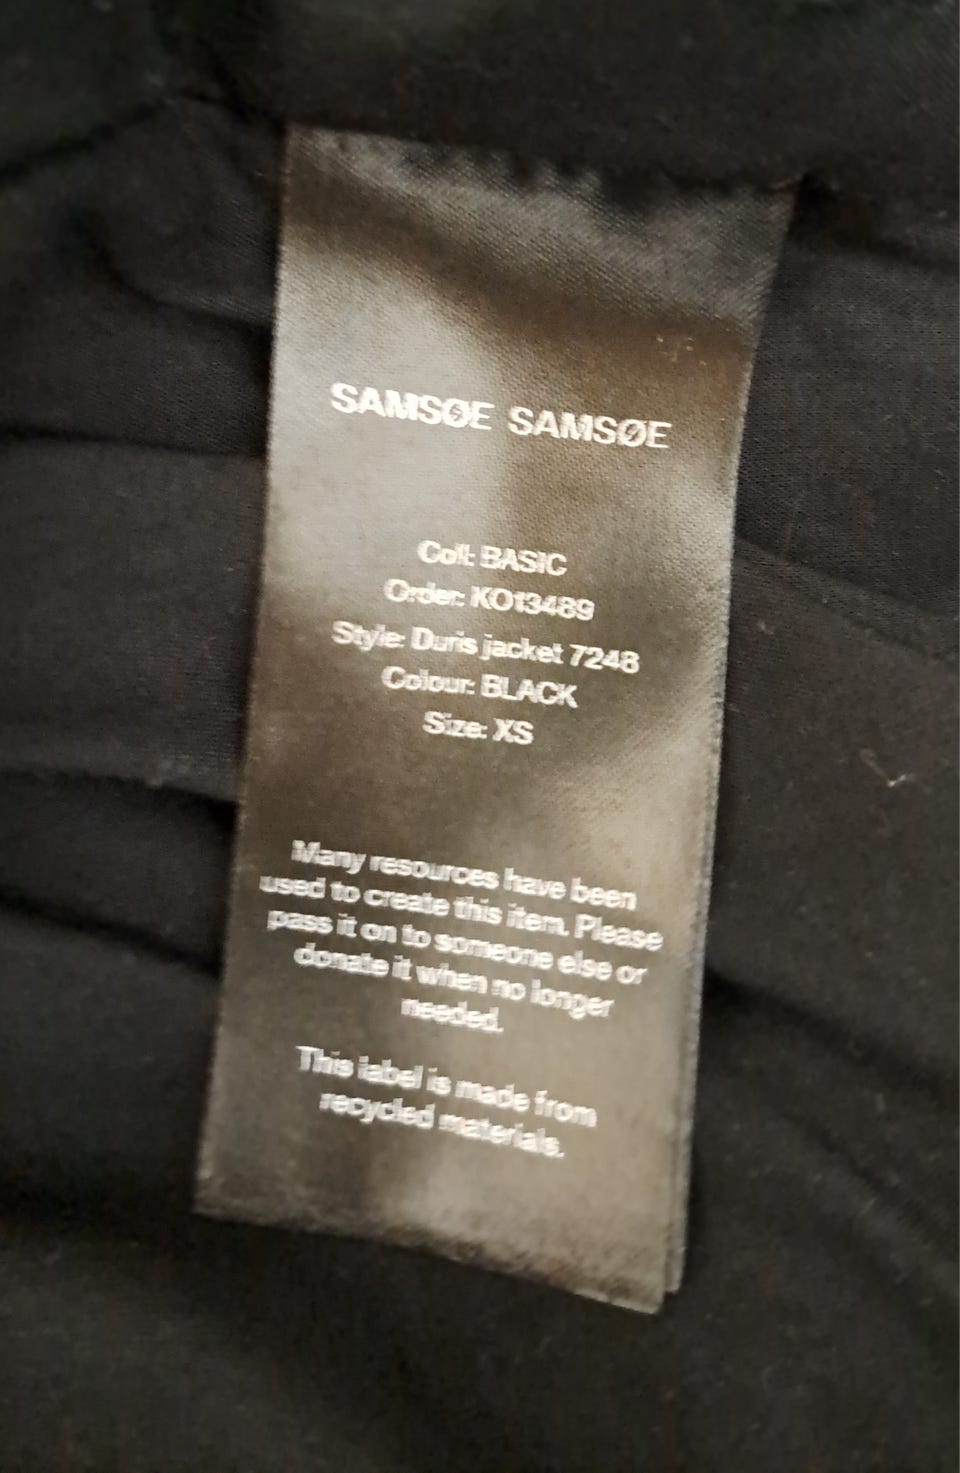 SAMSØE SAMSØE
Coll: BASIC
Order: KO13489
Style: Duris jacket 7248
Colour: BLACK
Size: XS
Many resources have been
used to create this item. Please
pass it on to someone else or
donate it when no longer
needed.
This label is made from
recycled materials.